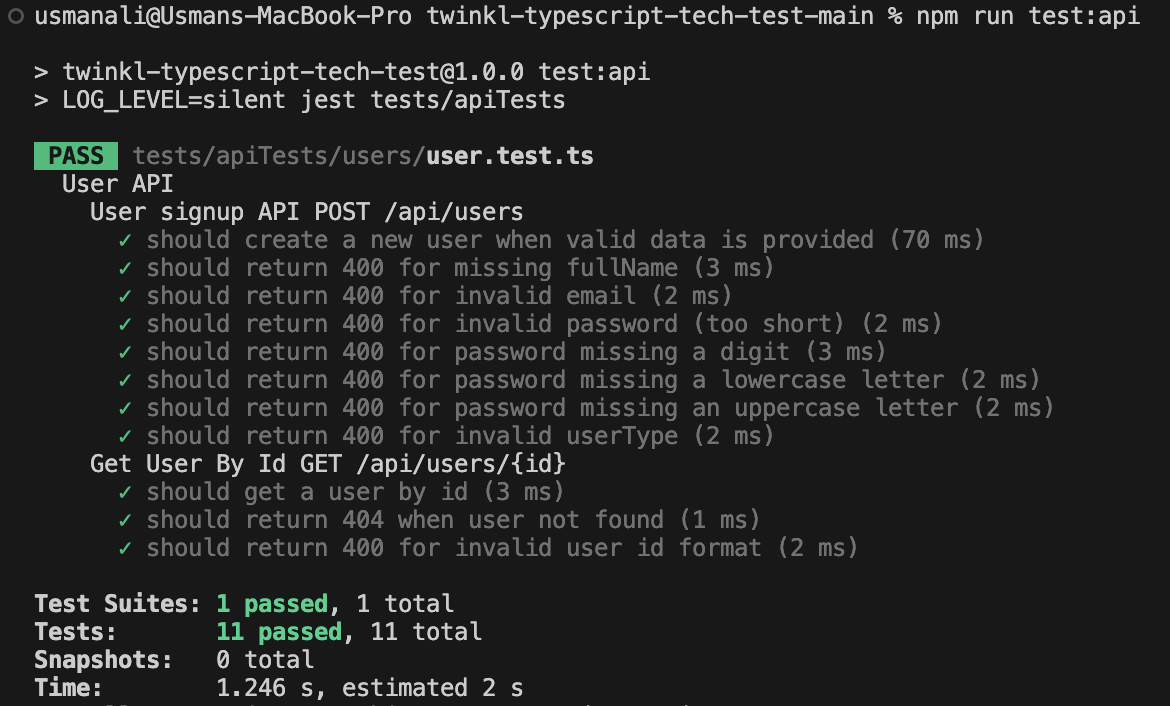 usmanali@Usmans-MacBook-Pro twinkl-typescript-tech-test-main % npm run test:api
> twinkl-typescript-tech-test@1.0.0 test:api
> LOG_LEVEL=silent jest tests/apiTests
PASS tests/apiTests/users/user.test.ts
User API
User signup API POST /api/users
✓ should create a new user when valid data is provided (70 ms)
✓ should return 400 for missing fullName (3 ms)
✓ should return 400 for invalid email (2 ms)
✓ should return 400 for invalid password (too short) (2 ms)
✓ should return 400 for password missing a digit (3 ms)
✓ should return 400 for password missing a lowercase letter (2 ms)
✓ should return 400 for password missing an uppercase letter (2 ms)
✓ should return 400 for invalid userType (2 ms)
Get User By Id GET /api/users/{id}
✓ should get a user by id (3 ms)
✓ should return 404 when user not found (1 ms)
✓ should return 400 for invalid user id format (2 ms)
Test Suites: 1 passed, 1 total
Tests: 11 passed, 11 total
Snapshots: 0 total
Time: 1.246 s, estimated 2 s